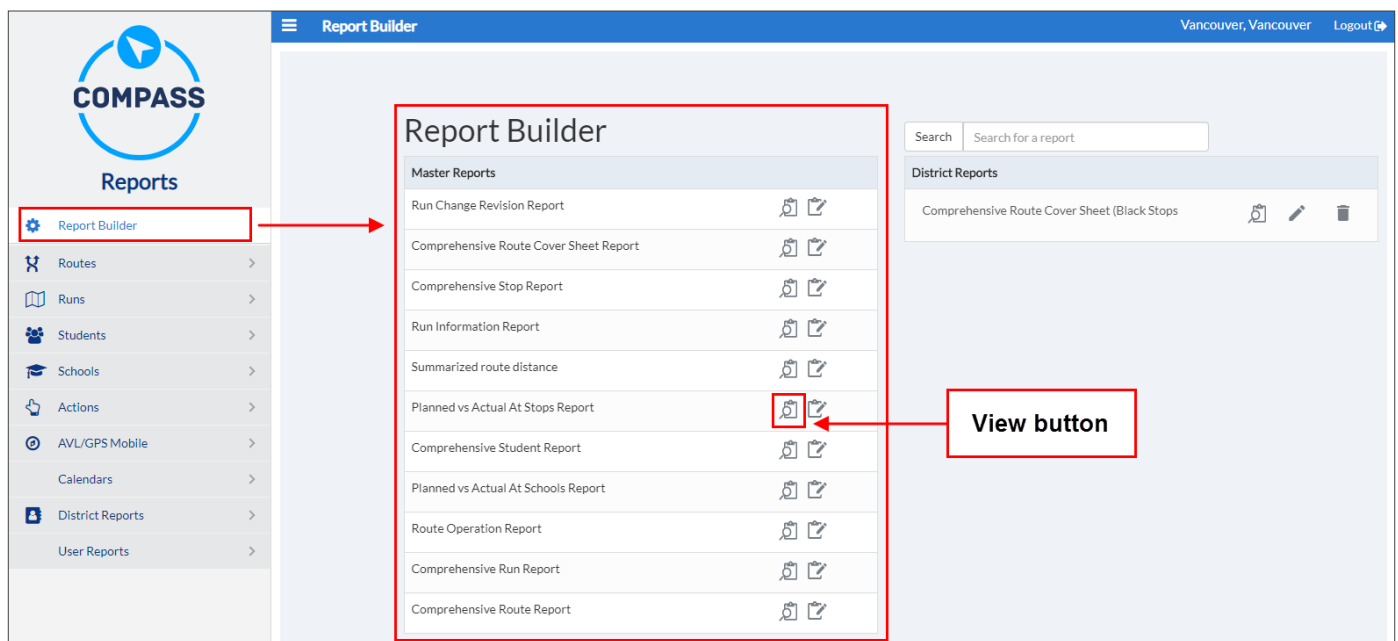 Report Builder
Vancouver, Vancouver
Logout
COMPASS
Reports
Report Builder
Routes
Runs
Students
Schools
Actions
AVL/GPS Mobile
Calendars
District Reports
User Reports
Report Builder
Master Reports
Run Change Revision Report
Comprehensive Route Cover Sheet Report
Comprehensive Stop Report
Run Information Report
Summarized route distance
Planned vs Actual At Stops Report
Comprehensive Student Report
Planned vs Actual At Schools Report
Route Operation Report
Comprehensive Run Report
Comprehensive Route Report
Search
Search for a report
District Reports
Comprehensive Route Cover Sheet (Black Stops
View button